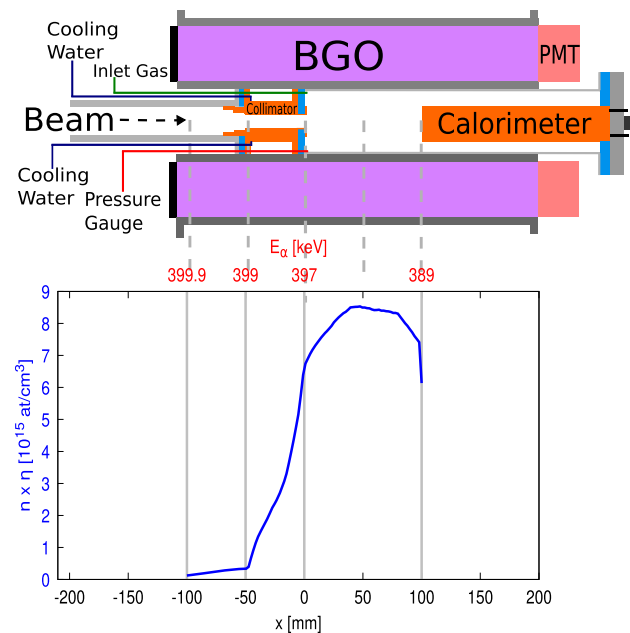 Cooling
Water
BGO
PMT
Inlet Gas
Collimator
Beam
Calorimeter
Cooling
Water
Pressure
Gauge
Eα [keV]
399.9 399 397 389
9
8
7
6
5
4
3
2
1
0
n x η [10¹⁵ at/cm³]
-200 -150 -100 -50 0 50 100 150 200
x [mm]